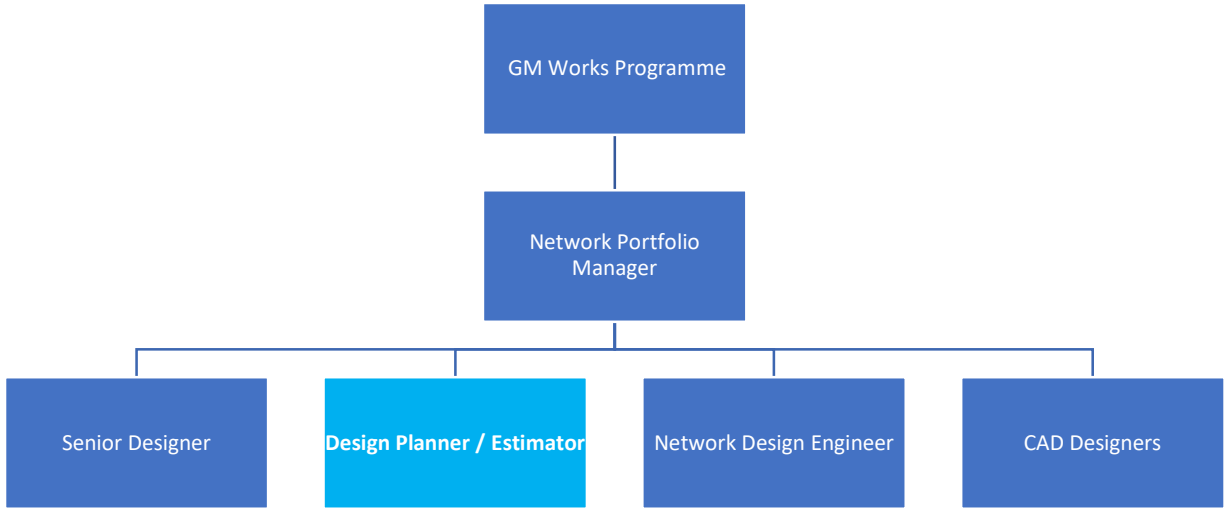 GM Works Programme
Network Portfolio
Manager
Senior Designer
Design Planner / Estimator
Network Design Engineer
CAD Designers